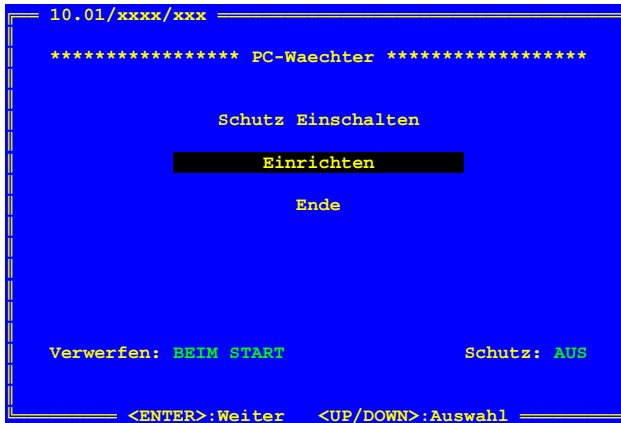 10.01/xxxx/xxx
***************** PC-Waechter ******************
Schutz Einschalten
Einrichten
Ende
Verwerfen: BEIM START Schutz: AUS
<ENTER>:Weiter <UP/DOWN>:Auswahl